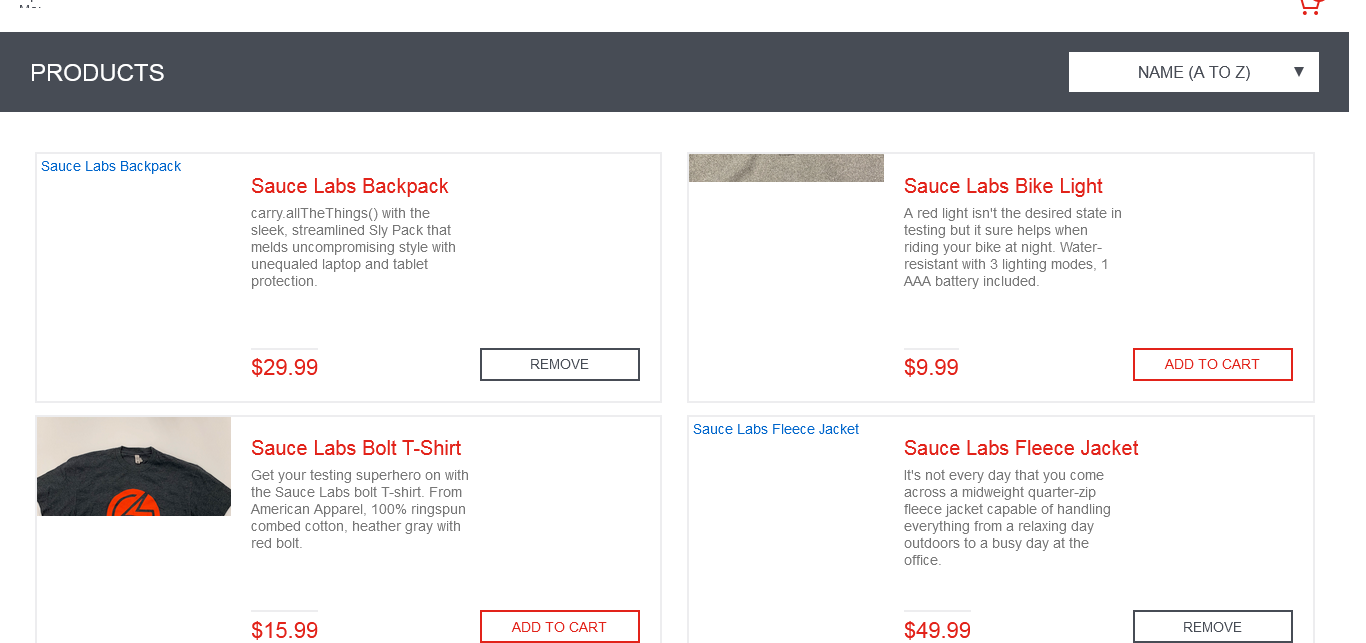 PRODUCTS
NAME (A TO Z)
Sauce Labs Backpack
Sauce Labs Backpack
carry.allTheThings() with the
sleek, streamlined Sly Pack that
melds uncompromising style with
unequaled laptop and tablet
protection.
$29.99
REMOVE
Sauce Labs Bike Light
A red light isn't the desired state in
testing but it sure helps when
riding your bike at night. Water-
resistant with 3 lighting modes, 1
AAA battery included.
$9.99
ADD TO CART
Sauce Labs Bolt T-Shirt
Get your testing superhero on with
the Sauce Labs bolt T-shirt. From
American Apparel, 100% ringspun
combed cotton, heather gray with
red bolt.
$15.99
ADD TO CART
Sauce Labs Fleece Jacket
Sauce Labs Fleece Jacket
It's not every day that you come
across a midweight quarter-zip
fleece jacket capable of handling
everything from a relaxing day
outdoors to a busy day at the
office.
$49.99
REMOVE